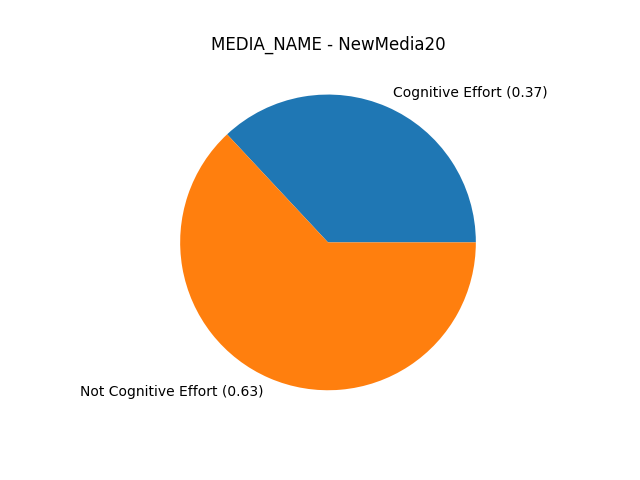 MEDIA_NAME - NewMedia20
Cognitive Effort (0.37)
Not Cognitive Effort (0.63)